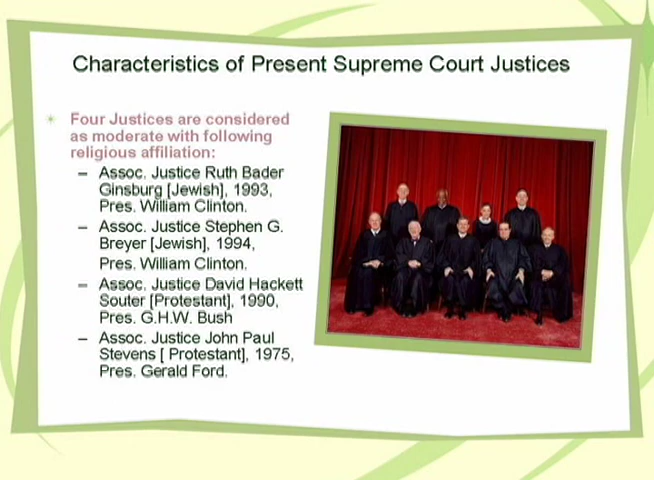 Characteristics of Present Supreme Court Justices
Four Justices are considered
as moderate with following
religious affiliation:
– Assoc. Justice Ruth Bader
Ginsburg [Jewish], 1993,
Pres. William Clinton.
– Assoc. Justice Stephen G.
Breyer [Jewish], 1994,
Pres. William Clinton.
– Assoc. Justice David Hackett
Souter [Protestant], 1990,
Pres. G.H.W. Bush
– Assoc. Justice John Paul
Stevens [ Protestant], 1975,
Pres. Gerald Ford.